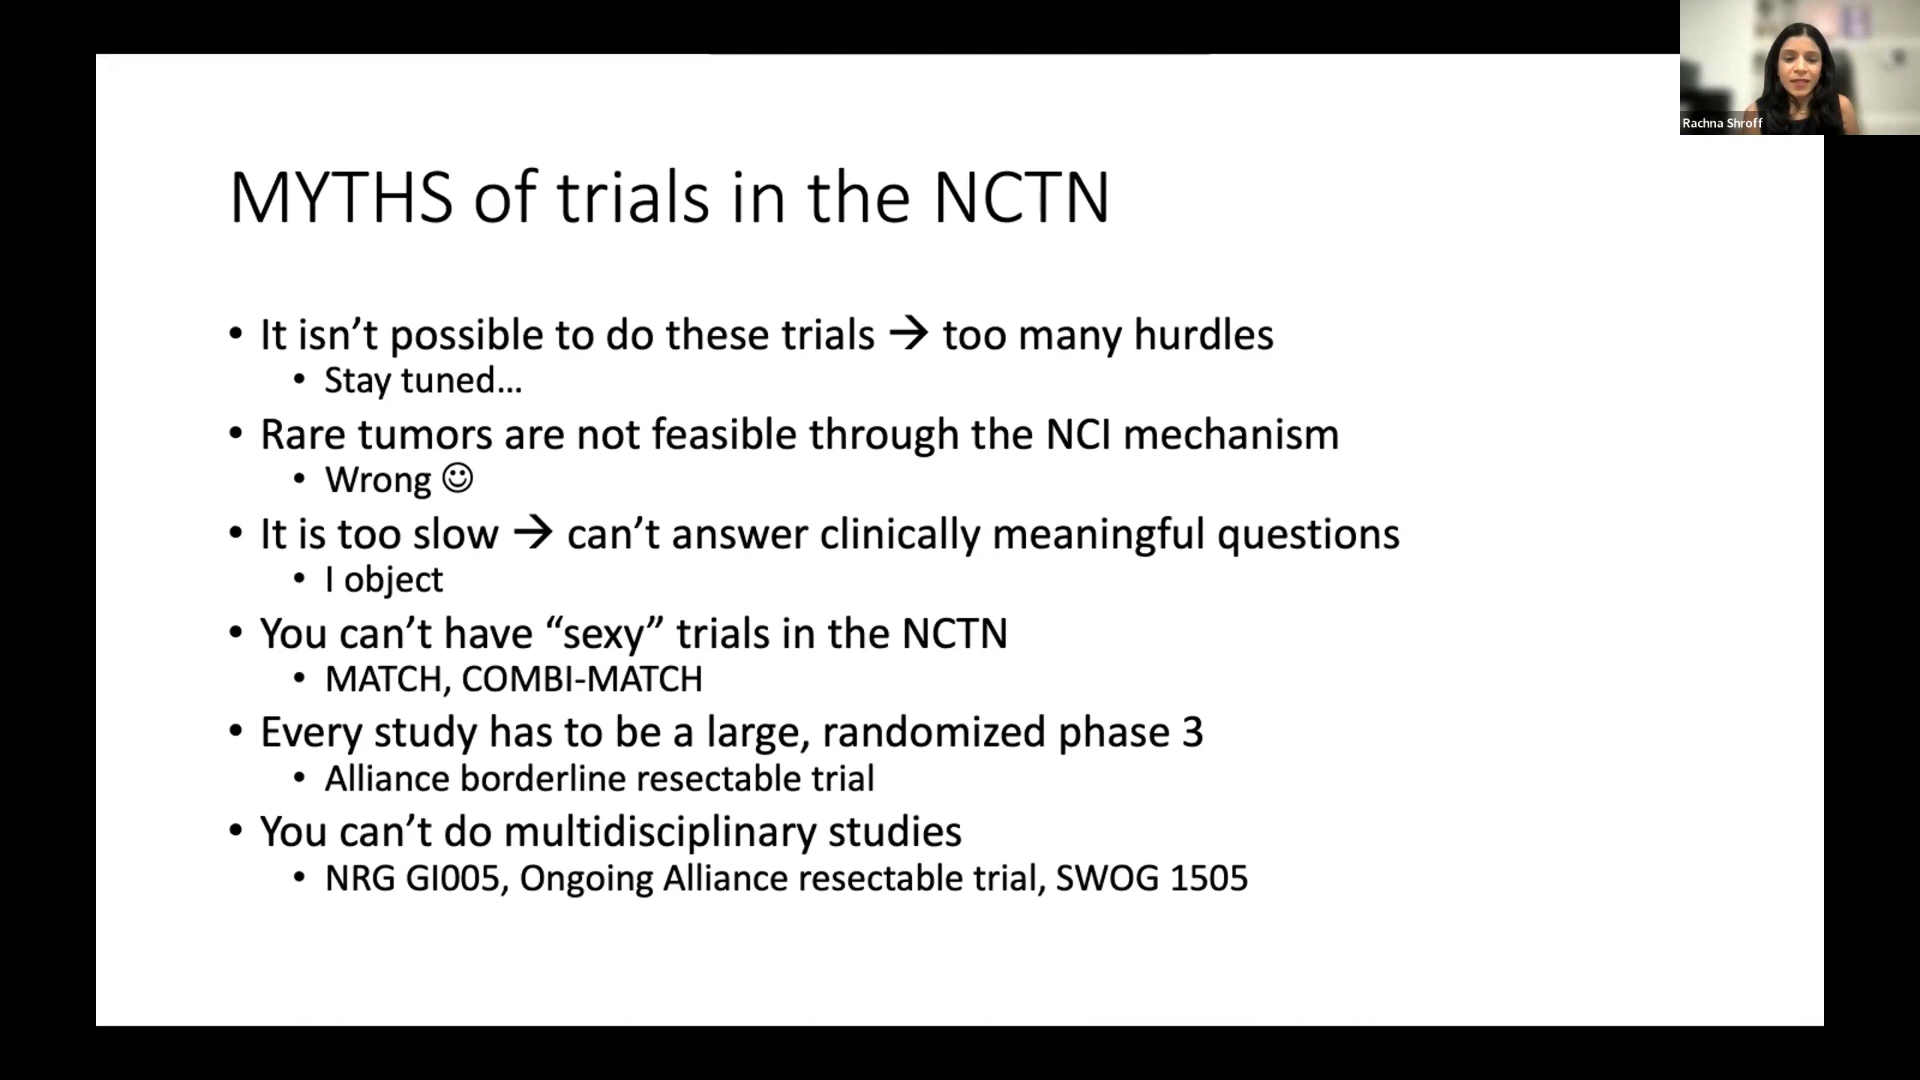 Rachna Shroff
MYTHS of trials in the NCTN
• It isn’t possible to do these trials → too many hurdles
• Stay tuned…
• Rare tumors are not feasible through the NCI mechanism
• Wrong ☺
• It is too slow → can’t answer clinically meaningful questions
• I object
• You can’t have “sexy” trials in the NCTN
• MATCH, COMBI-MATCH
• Every study has to be a large, randomized phase 3
• Alliance borderline resectable trial
• You can’t do multidisciplinary studies
• NRG GI005, Ongoing Alliance resectable trial, SWOG 1505